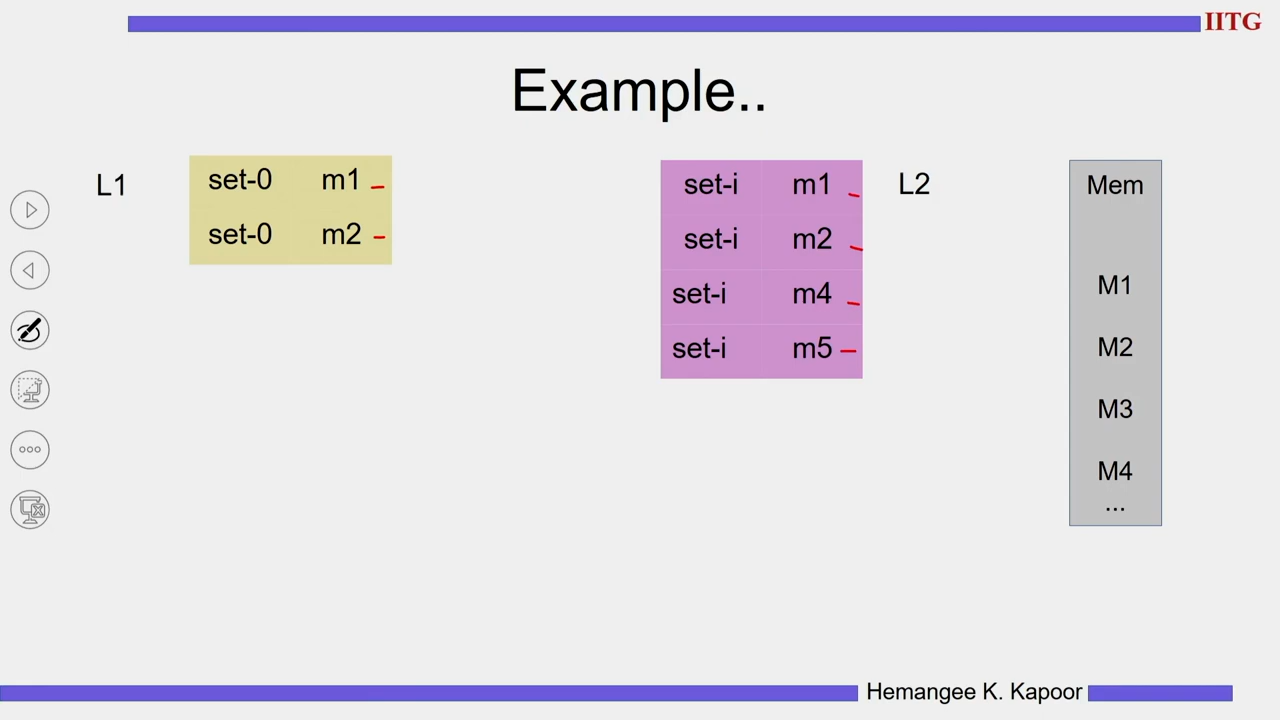 IITG
Example..
L1
set-0 m1
set-0 m2
set-i m1
set-i m2
set-i m4
set-i m5
L2
Mem
M1
M2
M3
M4
...
Hemangee K. Kapoor